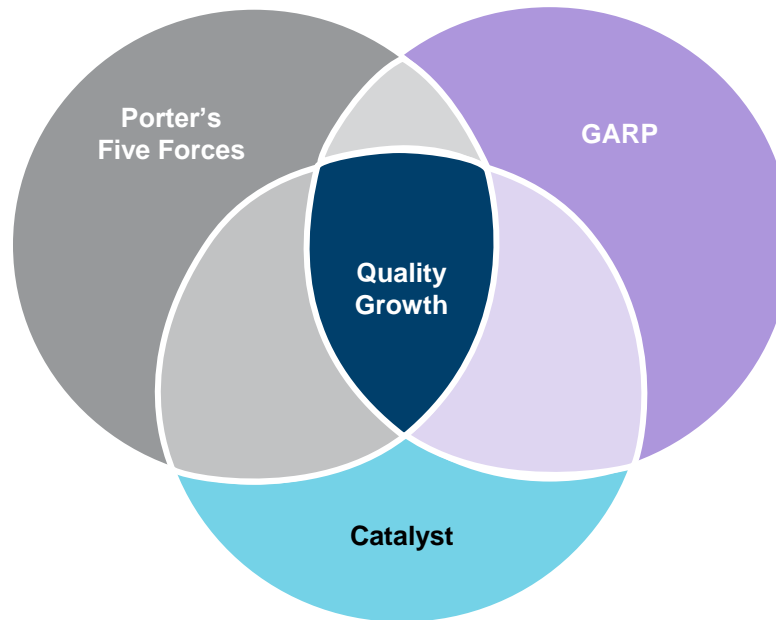 Porter's
Five Forces
GARP
Quality
Growth
Catalyst